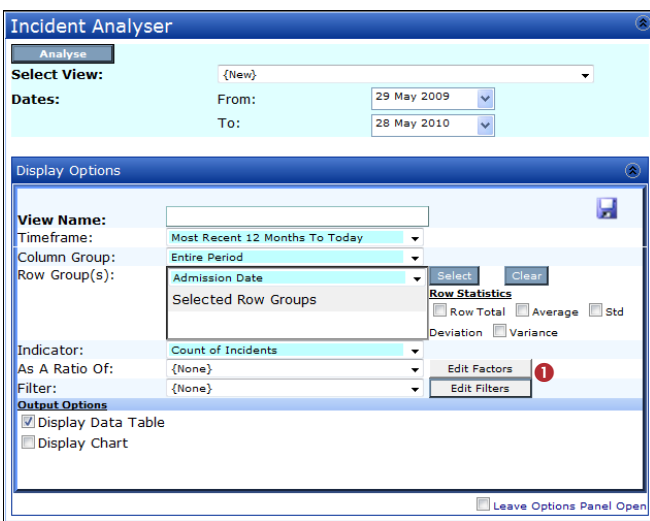 Incident Analyser
Analyse
Select View: {New}
Dates: From: 29 May 2009
To: 28 May 2010
Display Options
View Name:
Timeframe: Most Recent 12 Months To Today
Column Group: Entire Period
Row Group(s): Admission Date Select Clear
Selected Row Groups
Row Statistics
Row Total Average Std
Deviation Variance
Indicator: Count of Incidents
As A Ratio Of: {None} Edit Factors 1
Filter: {None} Edit Filters
Output Options
Display Data Table
Display Chart
Leave Options Panel Open